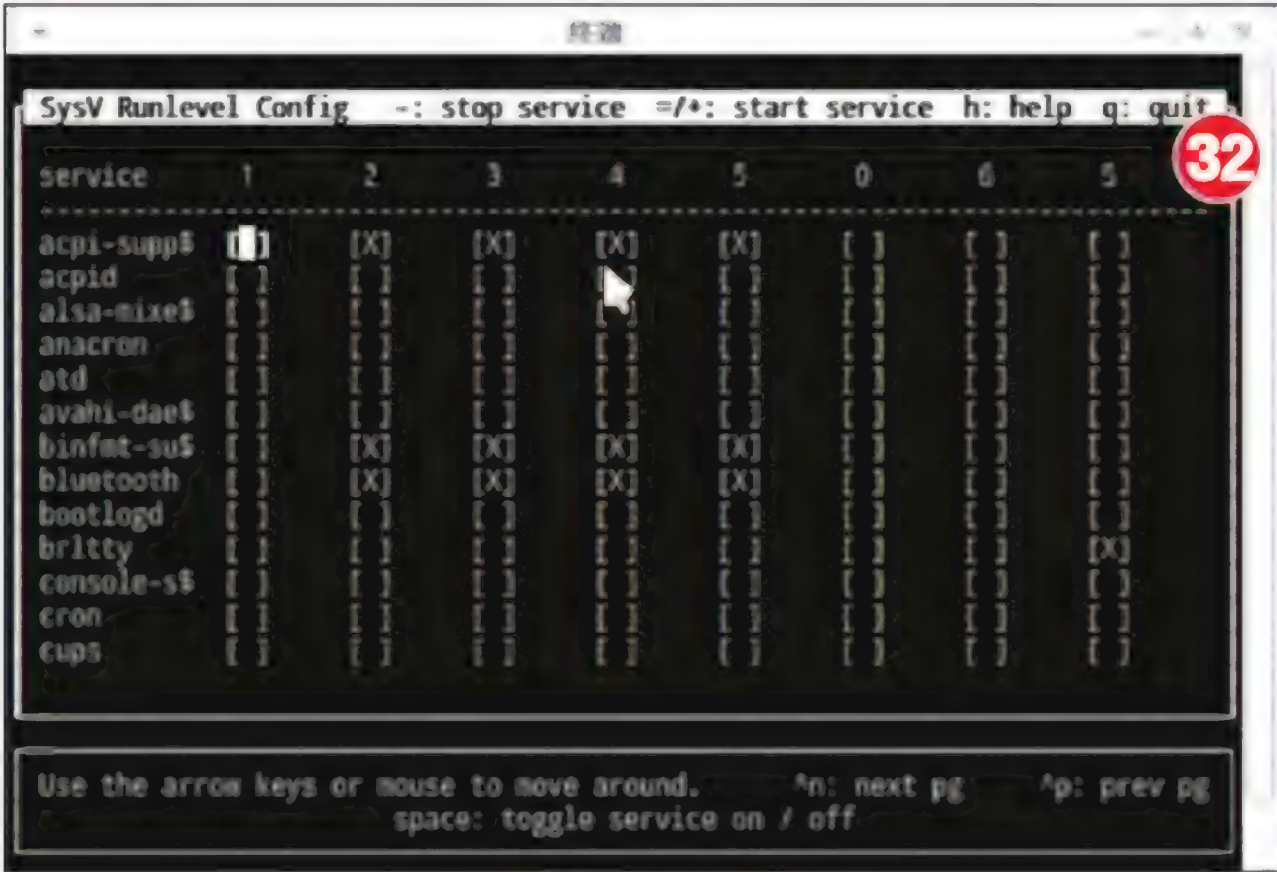 终端
SysV Runlevel Config -: stop service =/+: start service h: help q: quit
32
service 1 2 3 4 5 0 6 S
acpi-supp$ [ ] [X] [X] [X] [X] [ ] [ ] [ ]
acpid [ ] [ ] [ ] [ ] [ ] [ ] [ ] [ ]
alsa-mixe$ [ ] [ ] [ ] [ ] [ ] [ ] [ ] [ ]
anacron [ ] [ ] [ ] [ ] [ ] [ ] [ ] [ ]
atd [ ] [ ] [ ] [ ] [ ] [ ] [ ] [ ]
avahi-dae$ [ ] [ ] [ ] [ ] [ ] [ ] [ ] [ ]
binfmt-su$ [ ] [X] [X] [X] [X] [ ] [ ] [ ]
bluetooth [ ] [X] [X] [X] [X] [ ] [ ] [ ]
bootlogd [ ] [ ] [ ] [ ] [ ] [ ] [ ] [ ]
brltty [ ] [ ] [ ] [ ] [ ] [ ] [ ] [X]
console-s$ [ ] [ ] [ ] [ ] [ ] [ ] [ ] [ ]
cron [ ] [ ] [ ] [ ] [ ] [ ] [ ] [ ]
cups [ ] [ ] [ ] [ ] [ ] [ ] [ ] [ ]
Use the arrow keys or mouse to move around. ^n: next pg ^p: prev pg
space: toggle service on / off